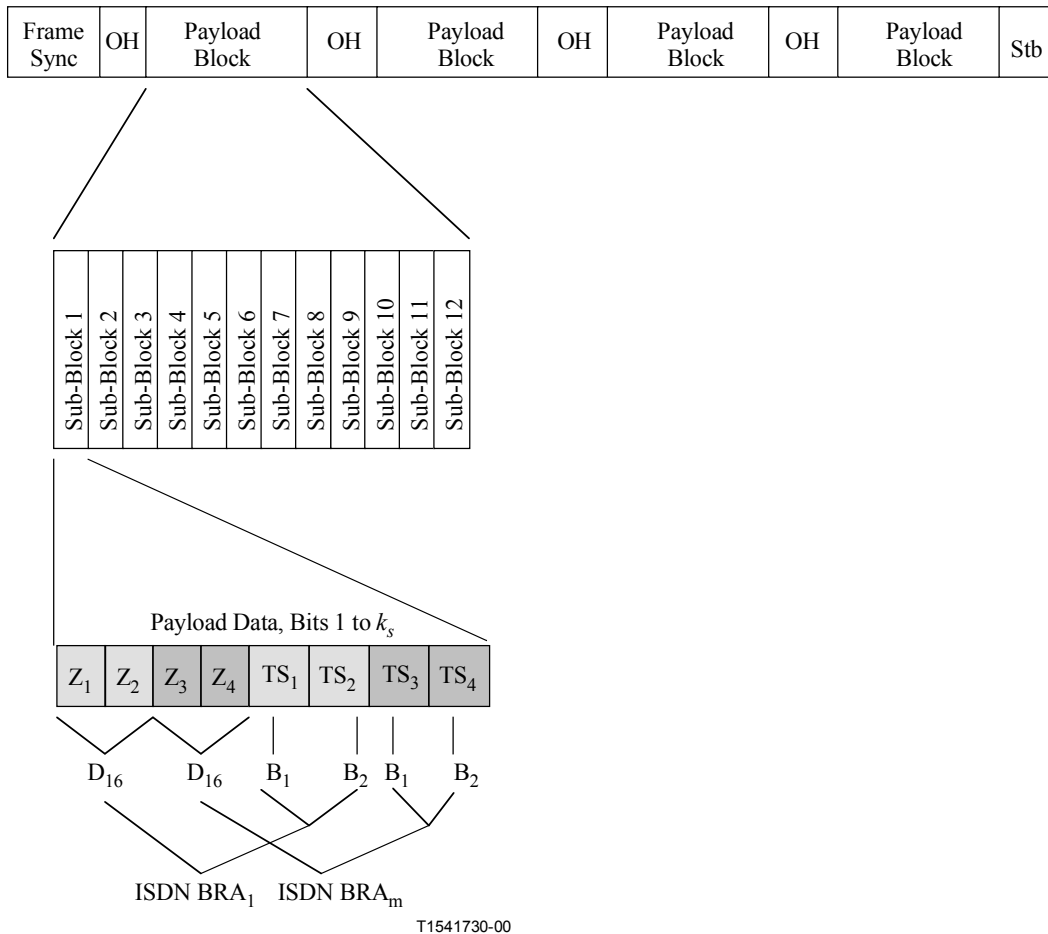 Frame Sync OH Payload Block OH Payload Block OH Payload Block OH Payload Block Stb
Sub-Block 1
Sub-Block 2
Sub-Block 3
Sub-Block 4
Sub-Block 5
Sub-Block 6
Sub-Block 7
Sub-Block 8
Sub-Block 9
Sub-Block 10
Sub-Block 11
Sub-Block 12
Payload Data, Bits 1 to kₛ
Z₁ Z₂ Z₃ Z₄ TS₁ TS₂ TS₃ TS₄
D₁₆ D₁₆ B₁ B₂ B₁ B₂
ISDN BRA₁ ISDN BRAₘ
T1541730-00